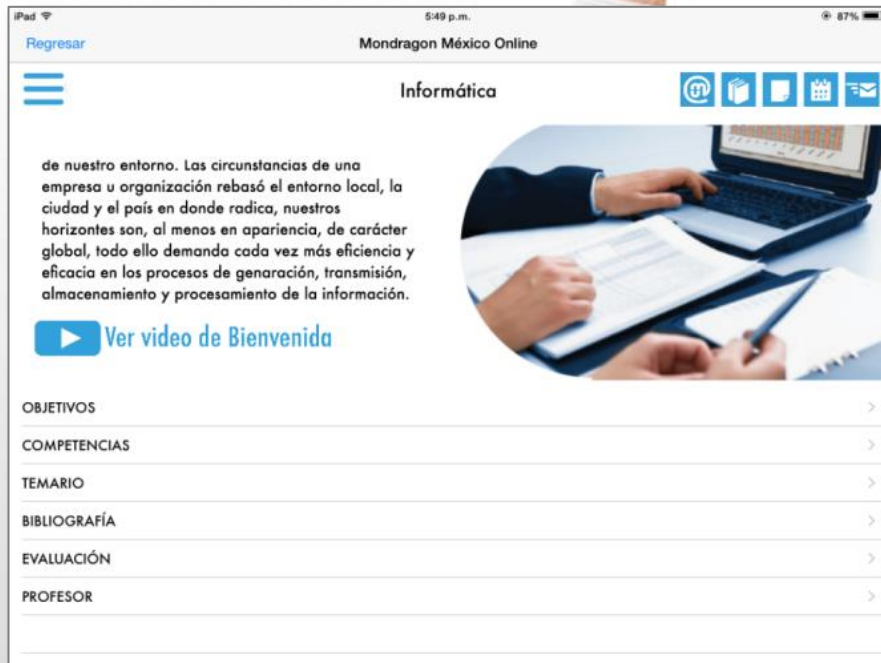 iPad 5:49 p.m. 87%
Regresar Mondragon México Online
Informática
de nuestro entorno. Las circunstancias de una
empresa u organización rebasó el entorno local, la
ciudad y el país en donde radica, nuestros
horizontes son, al menos en apariencia, de carácter
global, todo ello demanda cada vez más eficiencia y
eficacia en los procesos de genaración, transmisión,
almacenamiento y procesamiento de la información.
Ver video de Bienvenida
OBJETIVOS
COMPETENCIAS
TEMARIO
BIBLIOGRAFÍA
EVALUACIÓN
PROFESOR